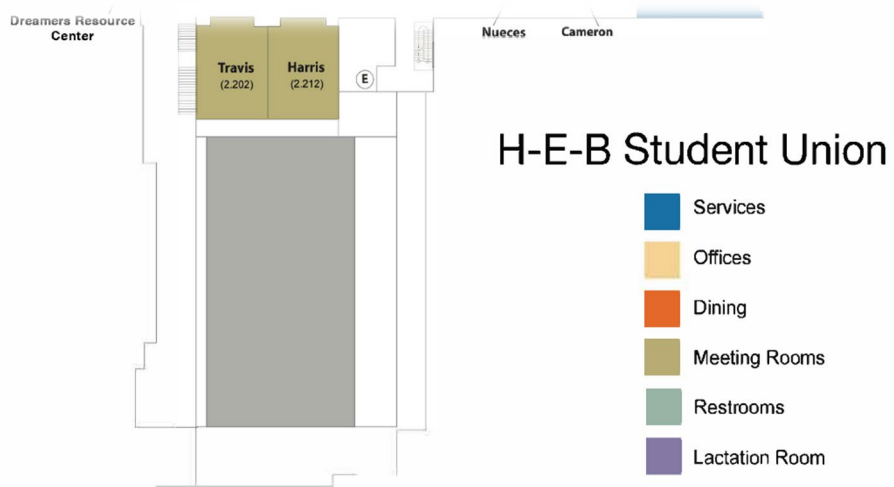 Dreamers Resource
Center
Nueces
Cameron
Travis
(2.202)
Harris
(2.212)
E
H-E-B Student Union
Services
Offices
Dining
Meeting Rooms
Restrooms
Lactation Room